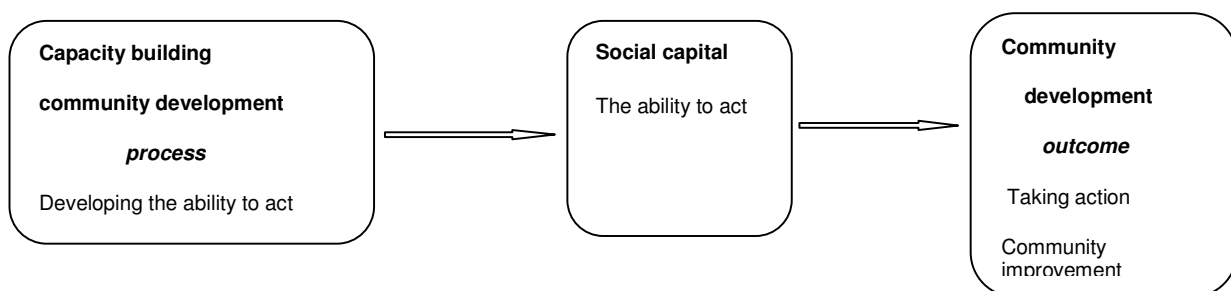 Capacity building
community development
process
Developing the ability to act
Social capital
The ability to act
Community
development
outcome
Taking action
Community
improvement